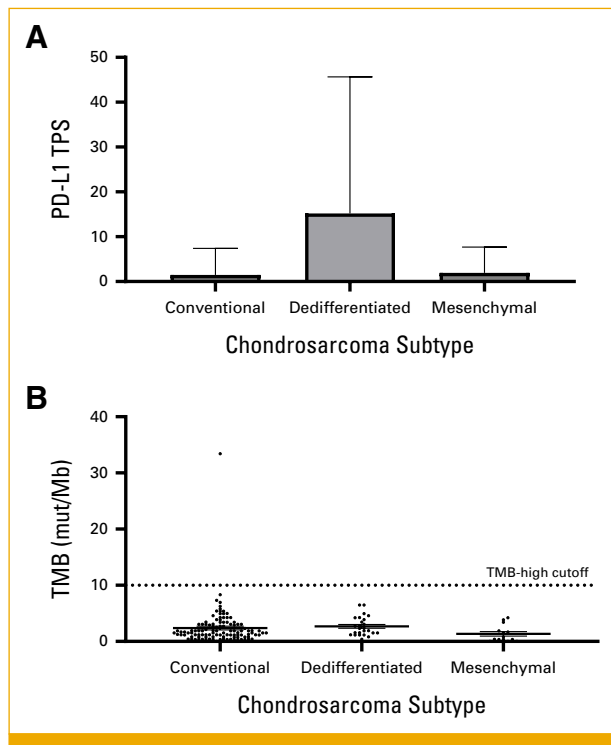 A
50
40
30
20
10
0
PD-L1 TPS
Conventional Dedifferentiated Mesenchymal
Chondrosarcoma Subtype
B
40
30
20
10
0
TMB (mut/Mb)
TMB-high cutoff
Conventional Dedifferentiated Mesenchymal
Chondrosarcoma Subtype